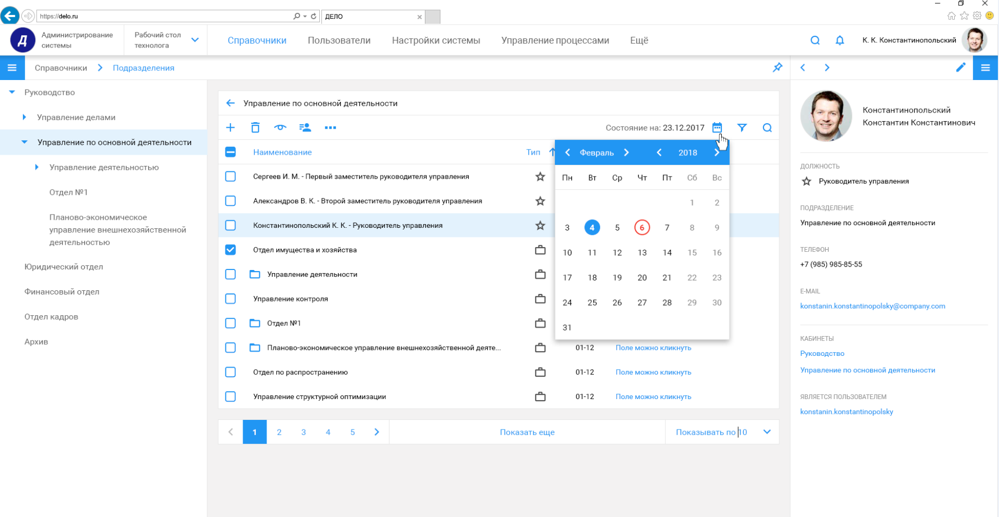 https://delo.ru
ДЕЛО
Д
Администрирование
системы
Рабочий стол
технолога
Справочники
Пользователи
Настройки системы
Управление процессами
Ещё
К. К. Константинопольский
Справочники
Подразделения
Руководство
Управление делами
Управление по основной деятельности
Управление деятельностью
Отдел №1
Планово-экономическое
управление внешнехозяйственной
деятельностью
Юридический отдел
Финансовый отдел
Отдел кадров
Архив
Управление по основной деятельности
Состояние на: 23.12.2017
Наименование
Тип
Сергеев И. М. - Первый заместитель руководителя управления
Александров В. К. - Второй заместитель руководителя управления
Константинопольский К. К. - Руководитель управления
Отдел имущества и хозяйства
Управление деятельности
Управление контроля
Отдел №1
Планово-экономическое управление внешнехозяйственной деяте...
01-12
Поле можно кликнуть
Отдел по распространению
01-12
Поле можно кликнуть
Управление структурной оптимизации
01-12
Поле можно кликнуть
Февраль
2018
Пн Вт Ср Чт Пт Сб Вс
1 2
3 4 5 6 7 8 9
10 11 12 13 14 15 16
17 18 19 20 21 22 23
24 25 26 27 28 29 30
31
1 2 3 4 5
Показать еще
Показывать по 10
Константинопольский
Константин Константинович
ДОЛЖНОСТЬ
Руководитель управления
ПОДРАЗДЕЛЕНИЕ
Управление по основной деятельности
ТЕЛЕФОН
+7 (985) 985-85-55
E-MAIL
konstanin.konstantinopolsky@company.com
КАБИНЕТЫ
Руководство
Управление по основной деятельности
ЯВЛЯЕТСЯ ПОЛЬЗОВАТЕЛЕМ
konstanin.konstantinopolsky